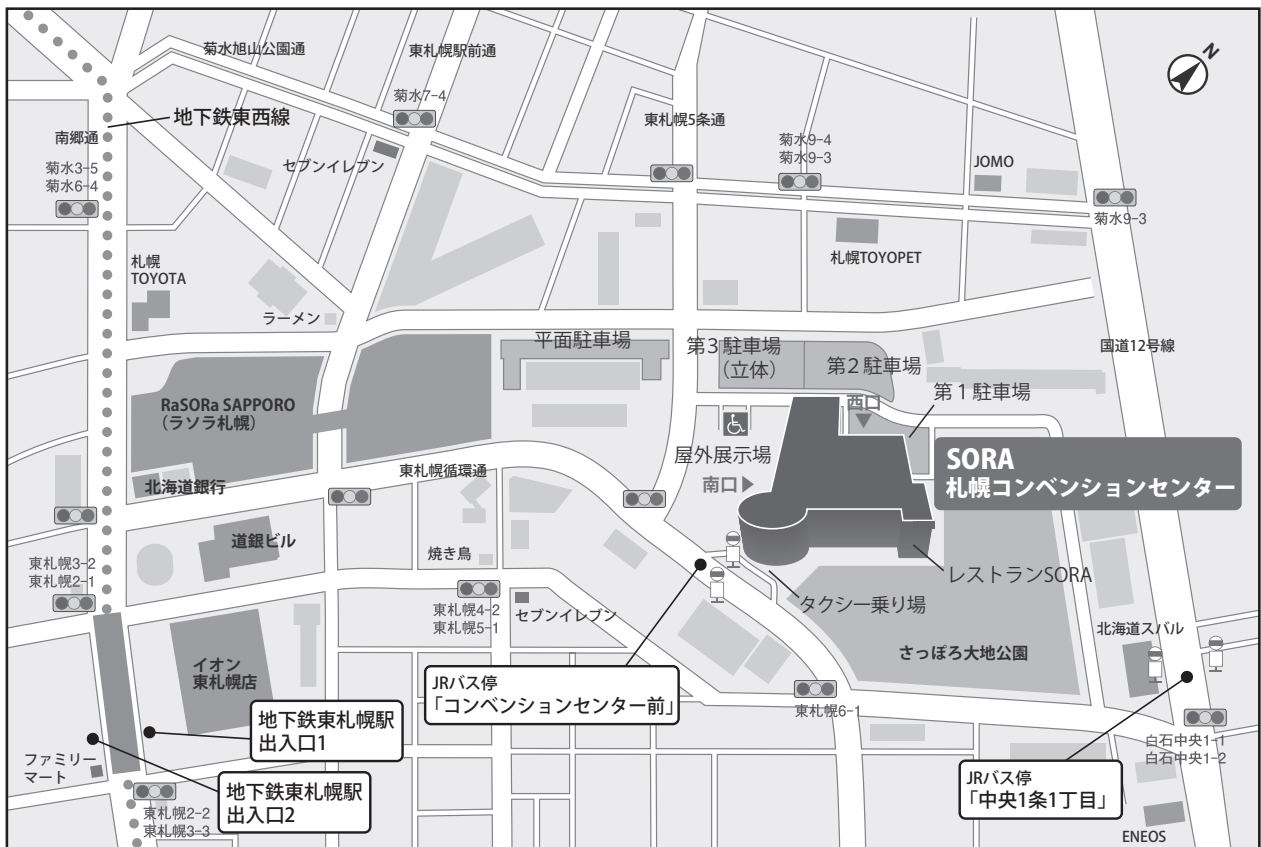 N
菊水旭山公園通
東札幌駅前通
菊水7-4
地下鉄東西線
南郷通
東札幌5条通
菊水9-4
菊水9-3
JOMO
セブンイレブン
菊水3-5
菊水6-4
菊水9-3
札幌TOYOPET
札幌
TOYOTA
ラーメン
平面駐車場
第3駐車場
(立体)
第2駐車場
国道12号線
第1駐車場
西口
RaSORa SAPPORO
(ラソラ札幌)
屋外展示場
南口
SORA
札幌コンベンションセンター
東札幌循環通
北海道銀行
道銀ビル
焼き鳥
東札幌3-2
東札幌2-1
レストランSORA
タクシー乗り場
東札幌4-2
東札幌5-1
セブンイレブン
北海道スバル
さっぽろ大地公園
イオン
東札幌店
JRバス停
「コンベンションセンター前」
東札幌6-1
地下鉄東札幌駅
出入口1
白石中央1-1
白石中央1-2
ファミリー
マート
地下鉄東札幌駅
出入口2
JRバス停
「中央1条1丁目」
東札幌2-2
東札幌3-3
ENEOS